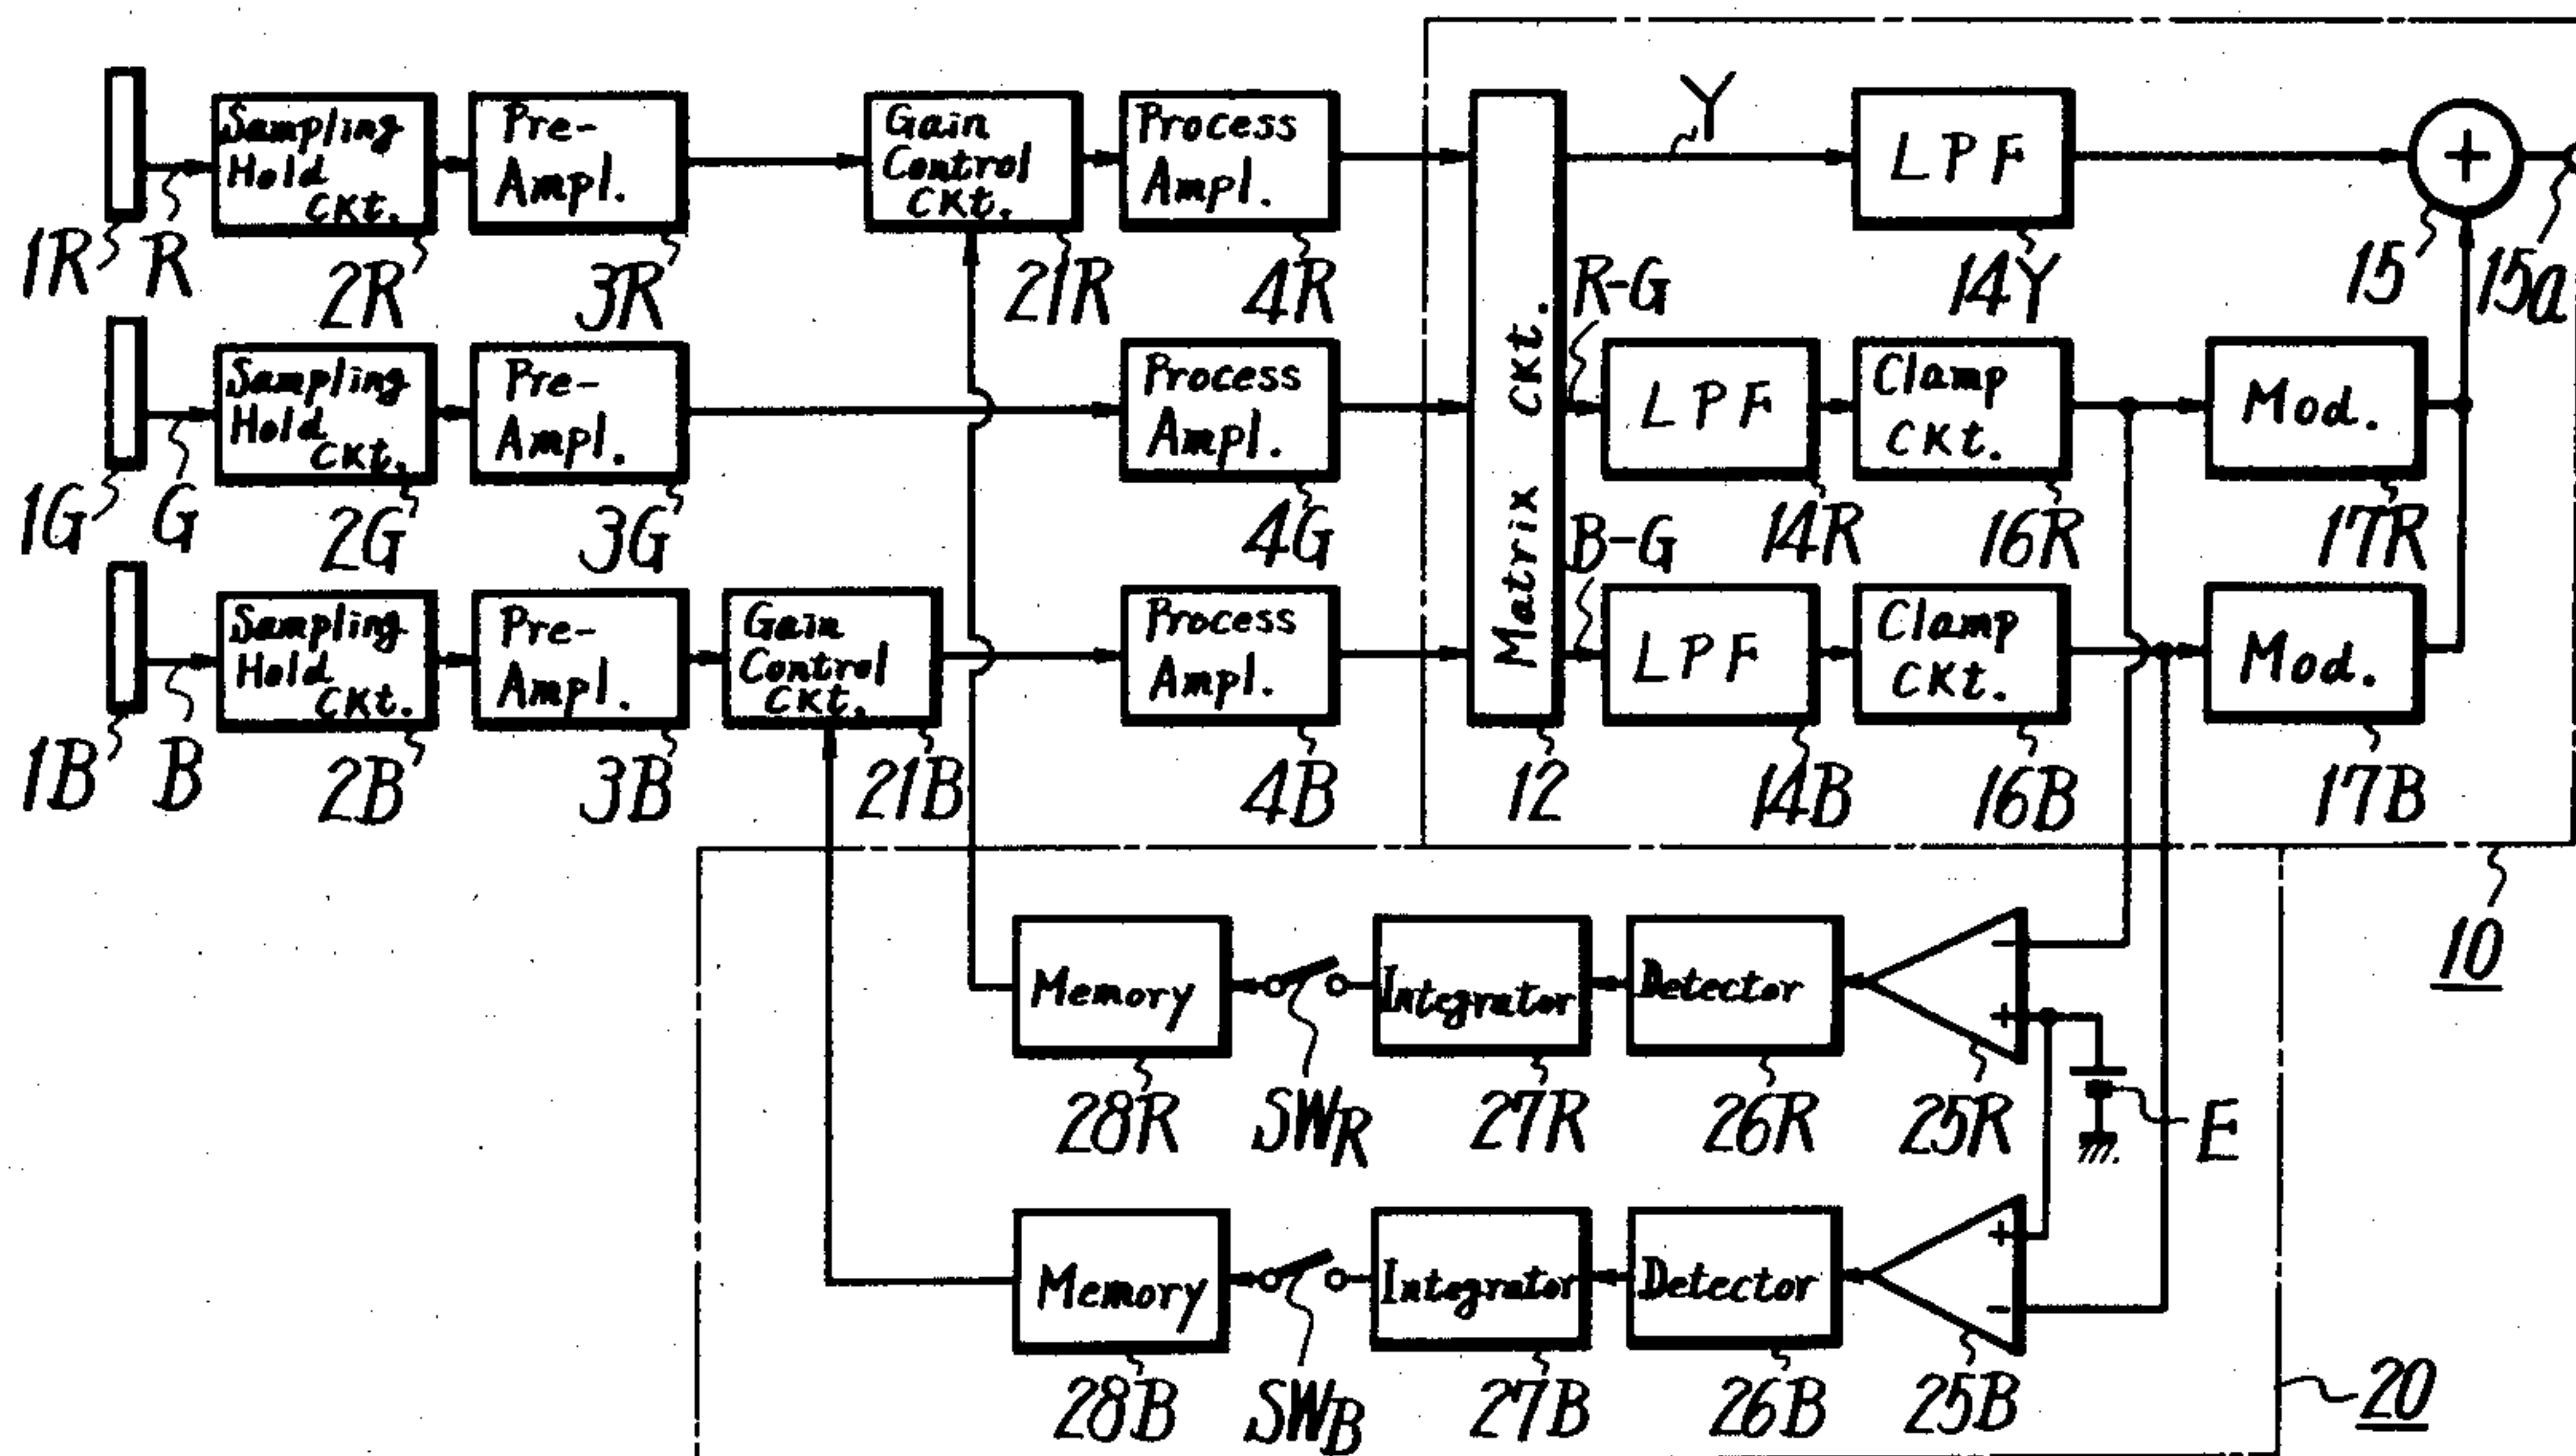 Sampling Hold CKt.
Pre-Ampl.
Gain Control CKt.
Process Ampl.
Y
LPF
+
1R
R
2R
3R
21R
4R
R-G
14Y
15
15a
Sampling Hold CKt.
Pre-Ampl.
Process Ampl.
Matrix CKt.
LPF
Clamp CKt.
Mod.
1G
G
2G
3G
4G
B-G
14R
16R
17R
Sampling Hold CKt.
Pre-Ampl.
Gain Control CKt.
Process Ampl.
LPF
Clamp CKt.
Mod.
1B
B
2B
3B
21B
4B
12
14B
16B
17B
10
Memory
Integrator
Detector
-
+
28R
SWR
27R
26R
25R
E
Memory
Integrator
Detector
+
-
28B
SWB
27B
26B
25B
20